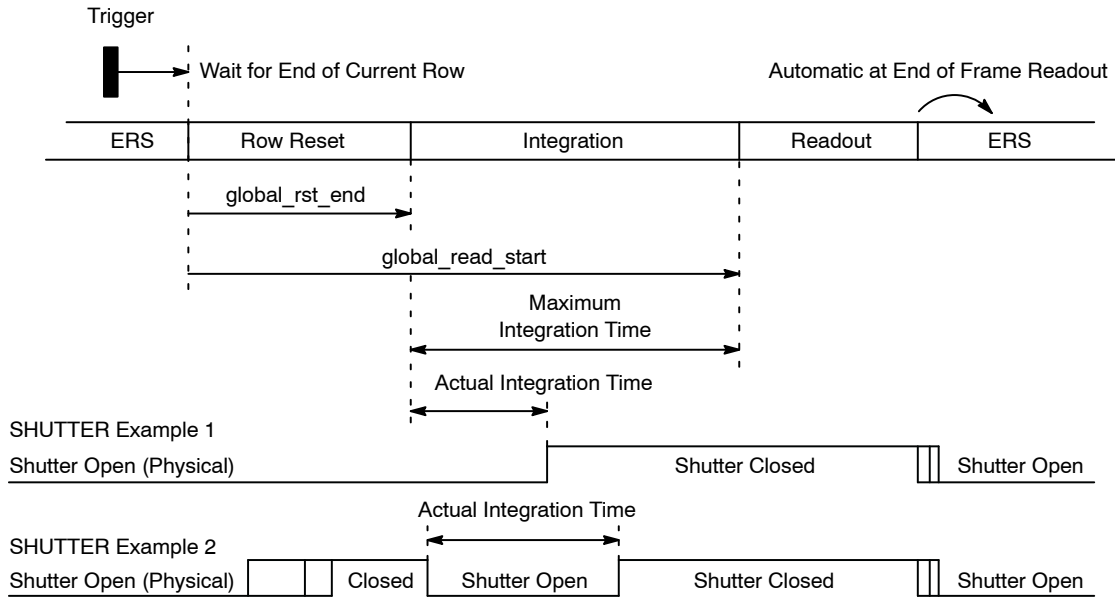 Trigger
Wait for End of Current Row
Automatic at End of Frame Readout
ERS Row Reset Integration Readout ERS
global_rst_end
global_read_start
Maximum
Integration Time
Actual Integration Time
SHUTTER Example 1
Shutter Open (Physical) Shutter Closed Shutter Open
Actual Integration Time
SHUTTER Example 2
Shutter Open (Physical) Closed Shutter Open Shutter Closed Shutter Open